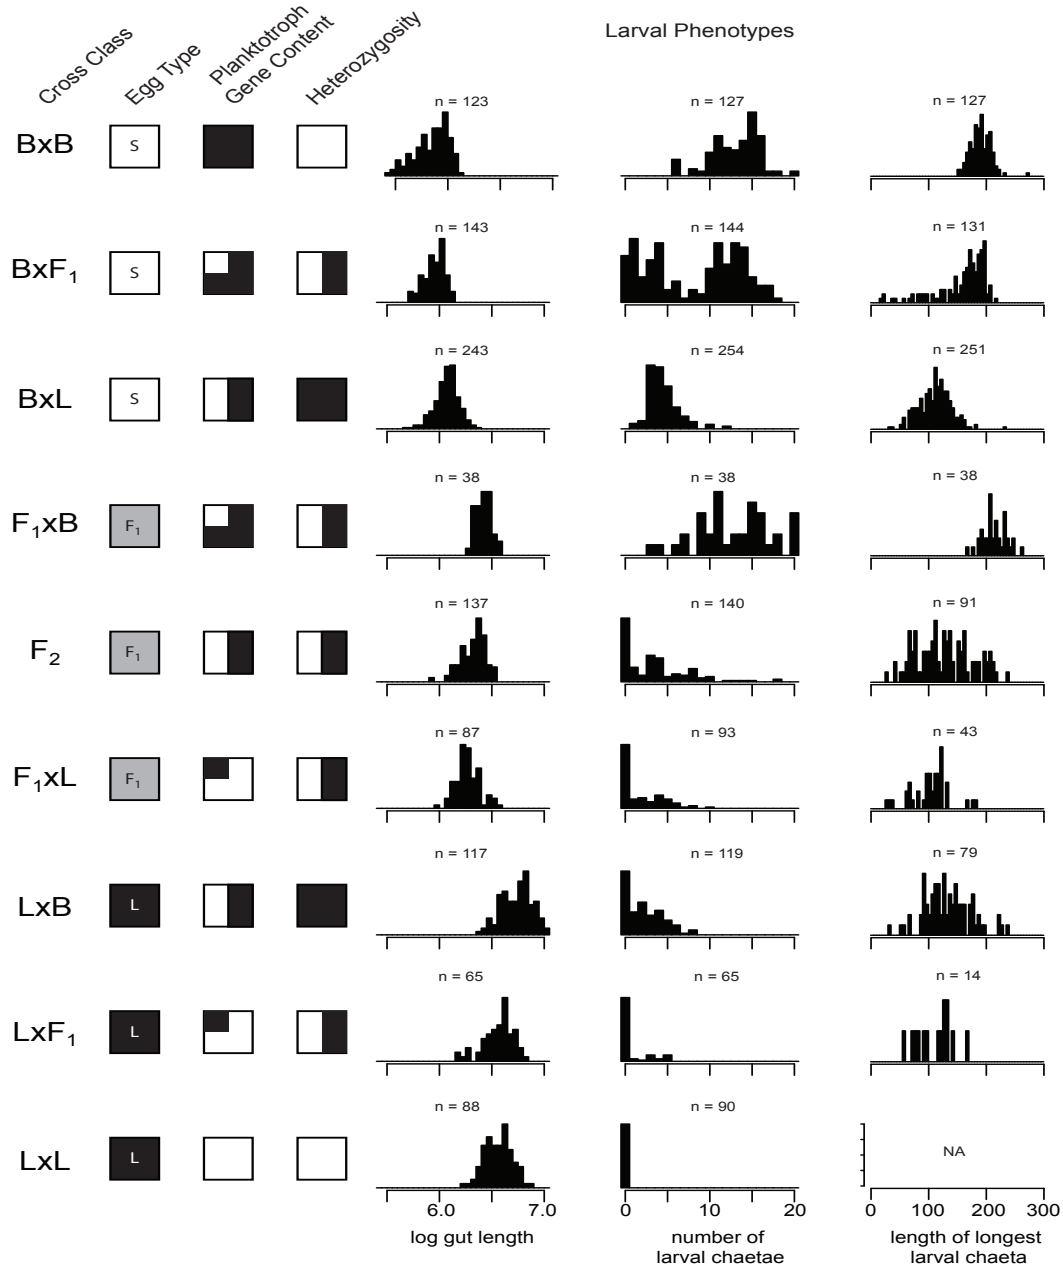 Larval Phenotypes
Cross Class
Egg Type
Planktotroph
Gene Content
Heterozygosity
BxB
S
n = 123
n = 127
n = 127
BxF₁
S
n = 143
n = 144
n = 131
BxL
S
n = 243
n = 254
n = 251
F₁xB
F₁
n = 38
n = 38
n = 38
F₂
F₁
n = 137
n = 140
n = 91
F₁xL
F₁
n = 87
n = 93
n = 43
LxB
L
n = 117
n = 119
n = 79
LxF₁
L
n = 65
n = 65
n = 14
LxL
L
n = 88
n = 90
NA
6.0 7.0
0 20
0 100 200 300
log gut length
number of
larval chaetae
length of longest
larval chaeta